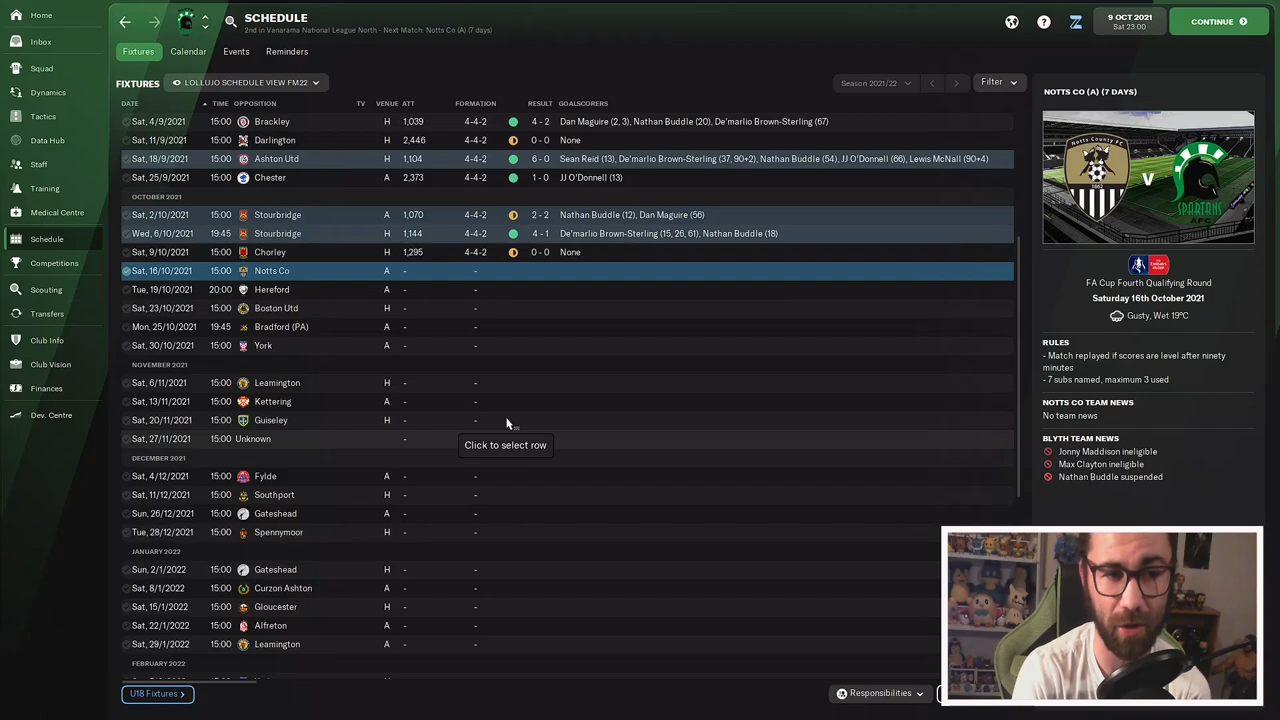 SCHEDULE
2nd in Vanarama National League North - Next Match: Notts Co (A) (7 days)
9 OCT 2021
Sat 23:00
CONTINUE
Home
Inbox
Squad
Dynamics
Tactics
Data Hub
Staff
Training
Medical Centre
Schedule
Competitions
Scouting
Transfers
Club Info
Club Vision
Finances
Dev. Centre
Fixtures Calendar Events Reminders
FIXTURES LOLLUJO SCHEDULE VIEW FM22 Season 2021/22 Filter
DATE TIME OPPOSITION TV VENUE ATT FORMATION RESULT GOALSCORERS
Sat, 4/9/2021 15:00 Brackley H 1,039 4-4-2 4 - 2 Dan Maguire (2, 3), Nathan Buddle (20), De'marlio Brown-Sterling (67)
Sat, 11/9/2021 15:00 Darlington H 2,446 4-4-2 0 - 0 None
Sat, 18/9/2021 15:00 Ashton Utd H 1,104 4-4-2 6 - 0 Sean Reid (13), De'marlio Brown-Sterling (37, 90+2), Nathan Buddle (54), JJ O'Donnell (66), Lewis McNall (90+4)
Sat, 25/9/2021 15:00 Chester A 2,373 4-4-2 1 - 0 JJ O'Donnell (13)
OCTOBER 2021
Sat, 2/10/2021 15:00 Stourbridge A 1,070 4-4-2 2 - 2 Nathan Buddle (12), Dan Maguire (56)
Wed, 6/10/2021 19:45 Stourbridge H 1,144 4-4-2 4 - 1 De'marlio Brown-Sterling (15, 26, 61), Nathan Buddle (18)
Sat, 9/10/2021 15:00 Chorley H 1,295 4-4-2 0 - 0 None
Sat, 16/10/2021 15:00 Notts Co A - -
Tue, 19/10/2021 20:00 Hereford A - -
Sat, 23/10/2021 15:00 Boston Utd H - -
Mon, 25/10/2021 19:45 Bradford (PA) A - -
Sat, 30/10/2021 15:00 York A - -
NOVEMBER 2021
Sat, 6/11/2021 15:00 Leamington H - -
Sat, 13/11/2021 15:00 Kettering A - -
Sat, 20/11/2021 15:00 Guiseley H - -
Sat, 27/11/2021 15:00 Unknown - -
Click to select row
DECEMBER 2021
Sat, 4/12/2021 15:00 Fylde A - -
Sat, 11/12/2021 15:00 Southport H - -
Sun, 26/12/2021 15:00 Gateshead A - -
Tue, 28/12/2021 15:00 Spennymoor H - -
JANUARY 2022
Sun, 2/1/2022 15:00 Gateshead H - -
Sat, 8/1/2022 15:00 Curzon Ashton A - -
Sat, 15/1/2022 15:00 Gloucester H - -
Sat, 22/1/2022 15:00 Alfreton A - -
Sat, 29/1/2022 15:00 Leamington A - -
FEBRUARY 2022
U18 Fixtures
Responsibilities
NOTTS CO (A) (7 DAYS)
Notts County FC
1862
V
SPARTANS
AFC
FA Cup Fourth Qualifying Round
Saturday 16th October 2021
Gusty, Wet 19ºC
RULES
- Match replayed if scores are level after ninety
minutes
- 7 subs named, maximum 3 used
NOTTS CO TEAM NEWS
No team news
BLYTH TEAM NEWS
Jonny Maddison ineligible
Max Clayton ineligible
Nathan Buddle suspended